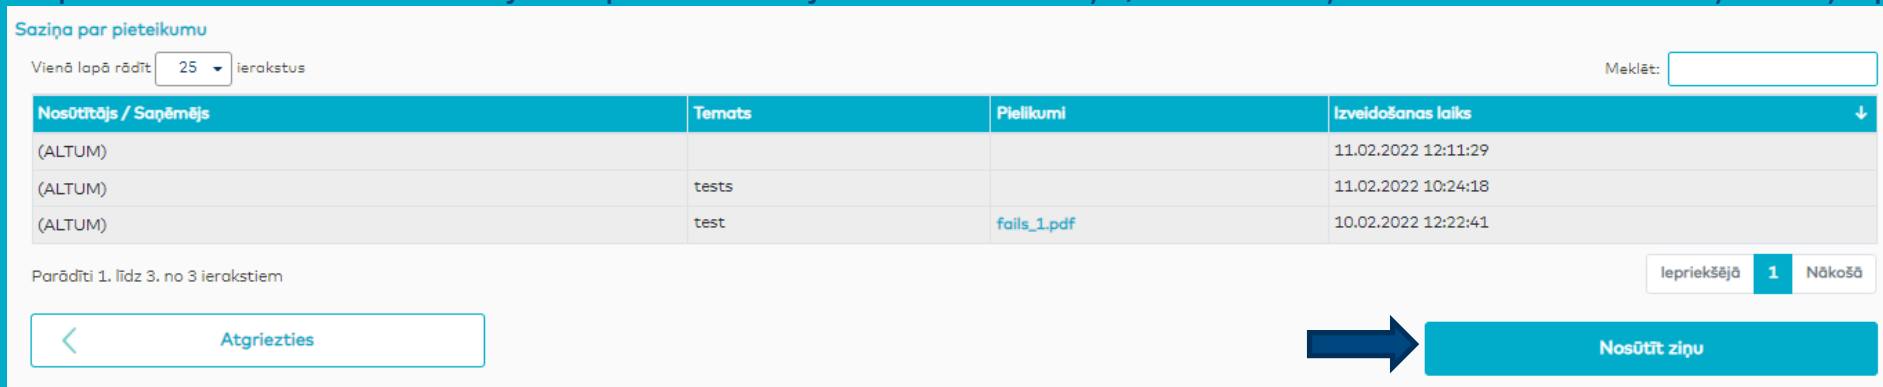 Saziņa par pieteikumu
Vienā lapā rādīt 25 ierakstus
Meklēt:
Nosūtītājs / Saņēmējs Temats Pielikumi Izveidošanas laiks
(ALTUM) 11.02.2022 12:11:29
(ALTUM) tests 11.02.2022 10:24:18
(ALTUM) test fails_1.pdf 10.02.2022 12:22:41
Parādīti 1. līdz 3. no 3 ierakstiem
Iepriekšējā 1 Nākošā
Atgriezties
Nosūtīt ziņu